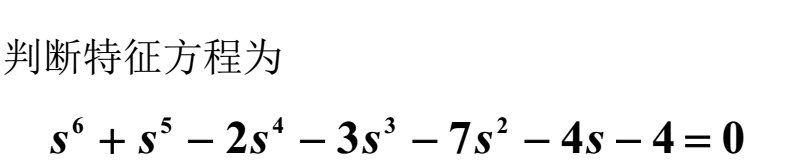 判断特征方程为
s⁶ + s⁵ − 2s⁴ − 3s³ − 7s² − 4s − 4 = 0